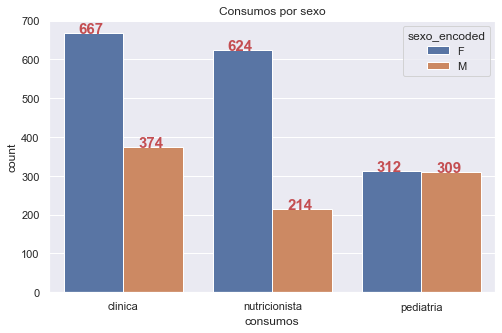 Consumos por sexo
sexo_encoded
F
M
count
700
600
500
400
300
200
100
0
667
374
624
214
312
309
clinica
nutricionista
pediatria
consumos